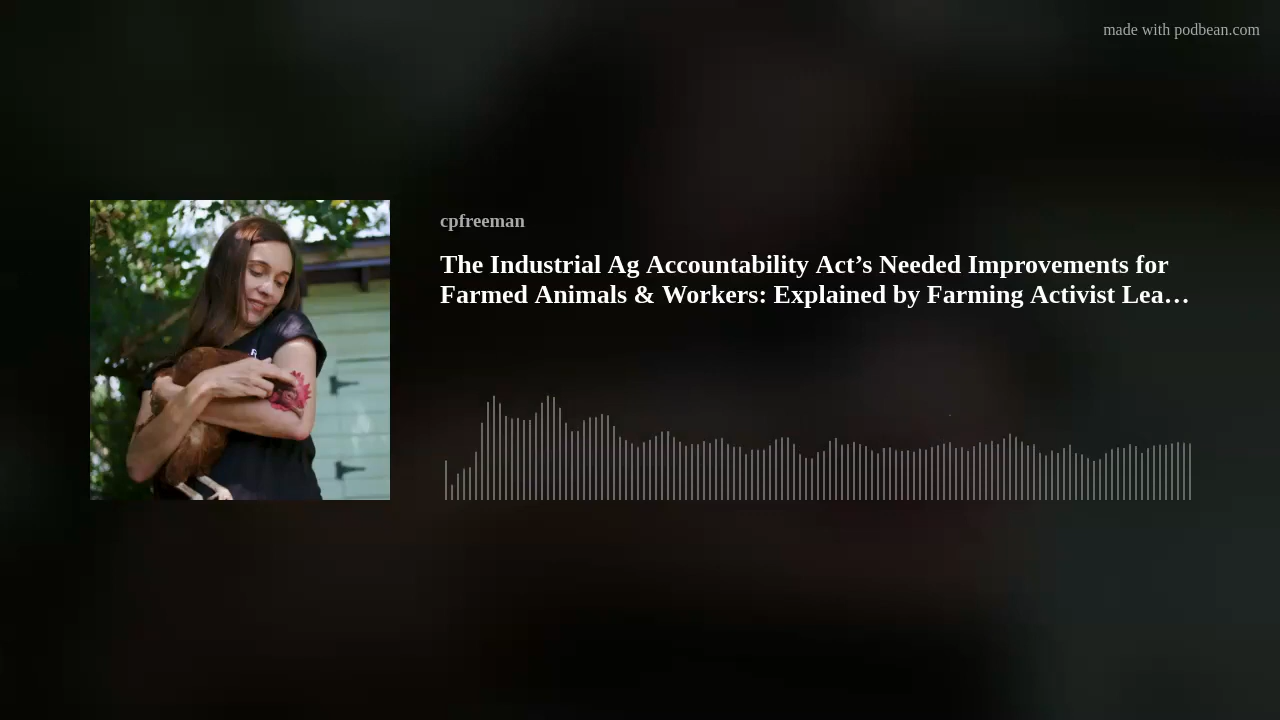 made with podbean.com
cpfreeman
The Industrial Ag Accountability Act’s Needed Improvements for
Farmed Animals & Workers: Explained by Farming Activist Lea…